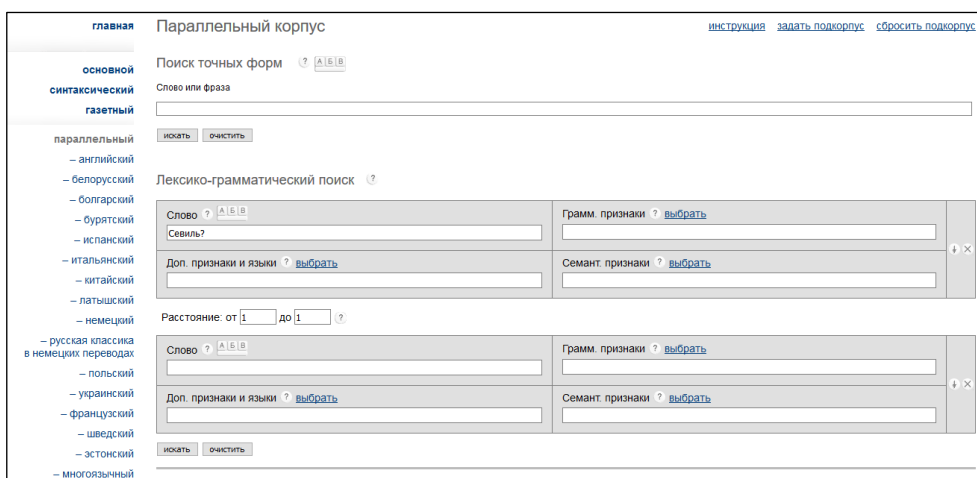 главная
Параллельный корпус
инструкция задать подкорпус сбросить подкорпус
основной
синтаксический
газетный
параллельный
– английский
– белорусский
– болгарский
– бурятский
– испанский
– итальянский
– китайский
– латышский
– немецкий
– русская классика
в немецких переводах
– польский
– украинский
– французский
– шведский
– эстонский
– многоязычный
Поиск точных форм ? А Б В
Слово или фраза
искать очистить
Лексико-грамматический поиск ?
Слово ? А Б В
Севиль?
Грамм. признаки ? выбрать
Доп. признаки и языки ? выбрать
Семант. признаки ? выбрать
Расстояние: от 1 до 1 ?
Слово ? А Б В
Грамм. признаки ? выбрать
Доп. признаки и языки ? выбрать
Семант. признаки ? выбрать
искать очистить